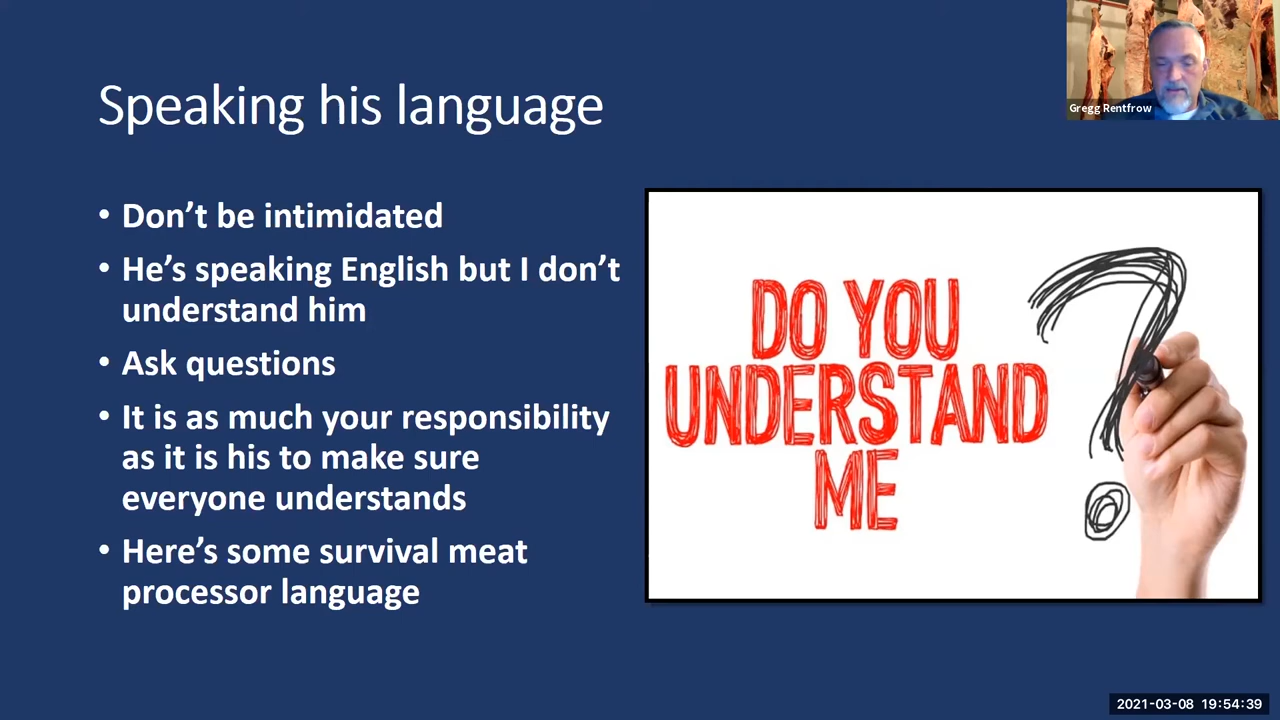 Speaking his language
Gregg Rentfrow
• Don’t be intimidated
• He’s speaking English but I don’t
understand him
• Ask questions
• It is as much your responsibility
as it is his to make sure
everyone understands
• Here’s some survival meat
processor language
DO YOU
UNDERSTAND
ME
?
2021-03-08 19:54:39